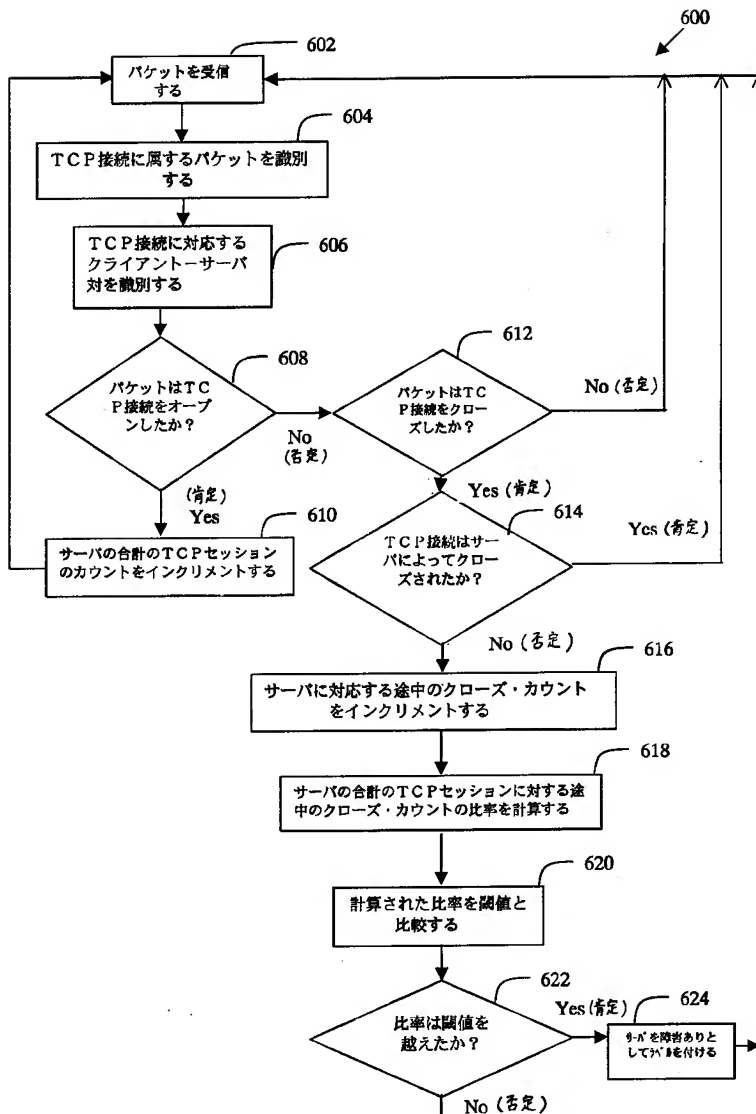 600
602
パケットを受信
する
604
TCP接続に属するパケットを識別
する
606
TCP接続に対応する
クライアントーサーバ
対を識別する
608
パケットはTC
P接続をオープ
ンしたか?
No
(否定)
(肯定)
Yes
610
サーバの合計のTCPセッション
のカウントをインクリメントする
612
パケットはTC
P接続をクロー
ズしたか?
No (否定)
Yes (肯定)
614
TCP接続はサー
バによってクロー
ズされたか?
Yes (肯定)
No (否定)
616
サーバに対応する途中のクローズ・カウント
をインクリメントする
618
サーバの合計のTCPセッションに対する途
中のクローズ・カウントの比率を計算する
620
計算された比率を閾値と
比較する
622
比率は閾値を
越えたか?
Yes (肯定)
624
サーバを障害ありと
してラベルを付ける
No (否定)